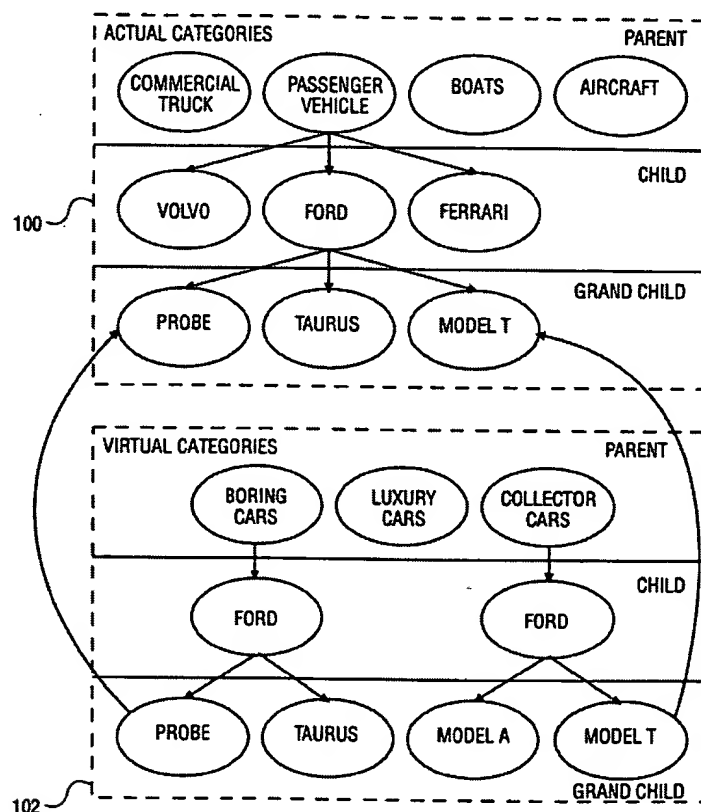 ACTUAL CATEGORIES PARENT
COMMERCIAL
TRUCK
PASSENGER
VEHICLE
BOATS
AIRCRAFT
CHILD
100
VOLVO
FORD
FERRARI
GRAND CHILD
PROBE
TAURUS
MODEL T
VIRTUAL CATEGORIES PARENT
BORING
CARS
LUXURY
CARS
COLLECTOR
CARS
CHILD
FORD
FORD
PROBE
TAURUS
MODEL A
MODEL T
GRAND CHILD
102